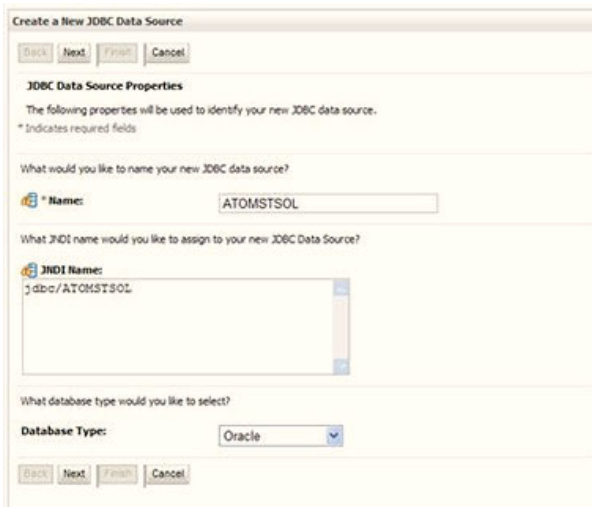 Create a New JDBC Data Source
Back Next Finish Cancel
JDBC Data Source Properties
The following properties will be used to identify your new JDBC data source.
* Indicates required fields
What would you like to name your new JDBC data source?
* Name: ATOMSTSOL
What JNDI name would you like to assign to your new JDBC Data Source?
JNDI Name:
jdbc/ATOMSTSOL
What database type would you like to select?
Database Type: Oracle
Back Next Finish Cancel